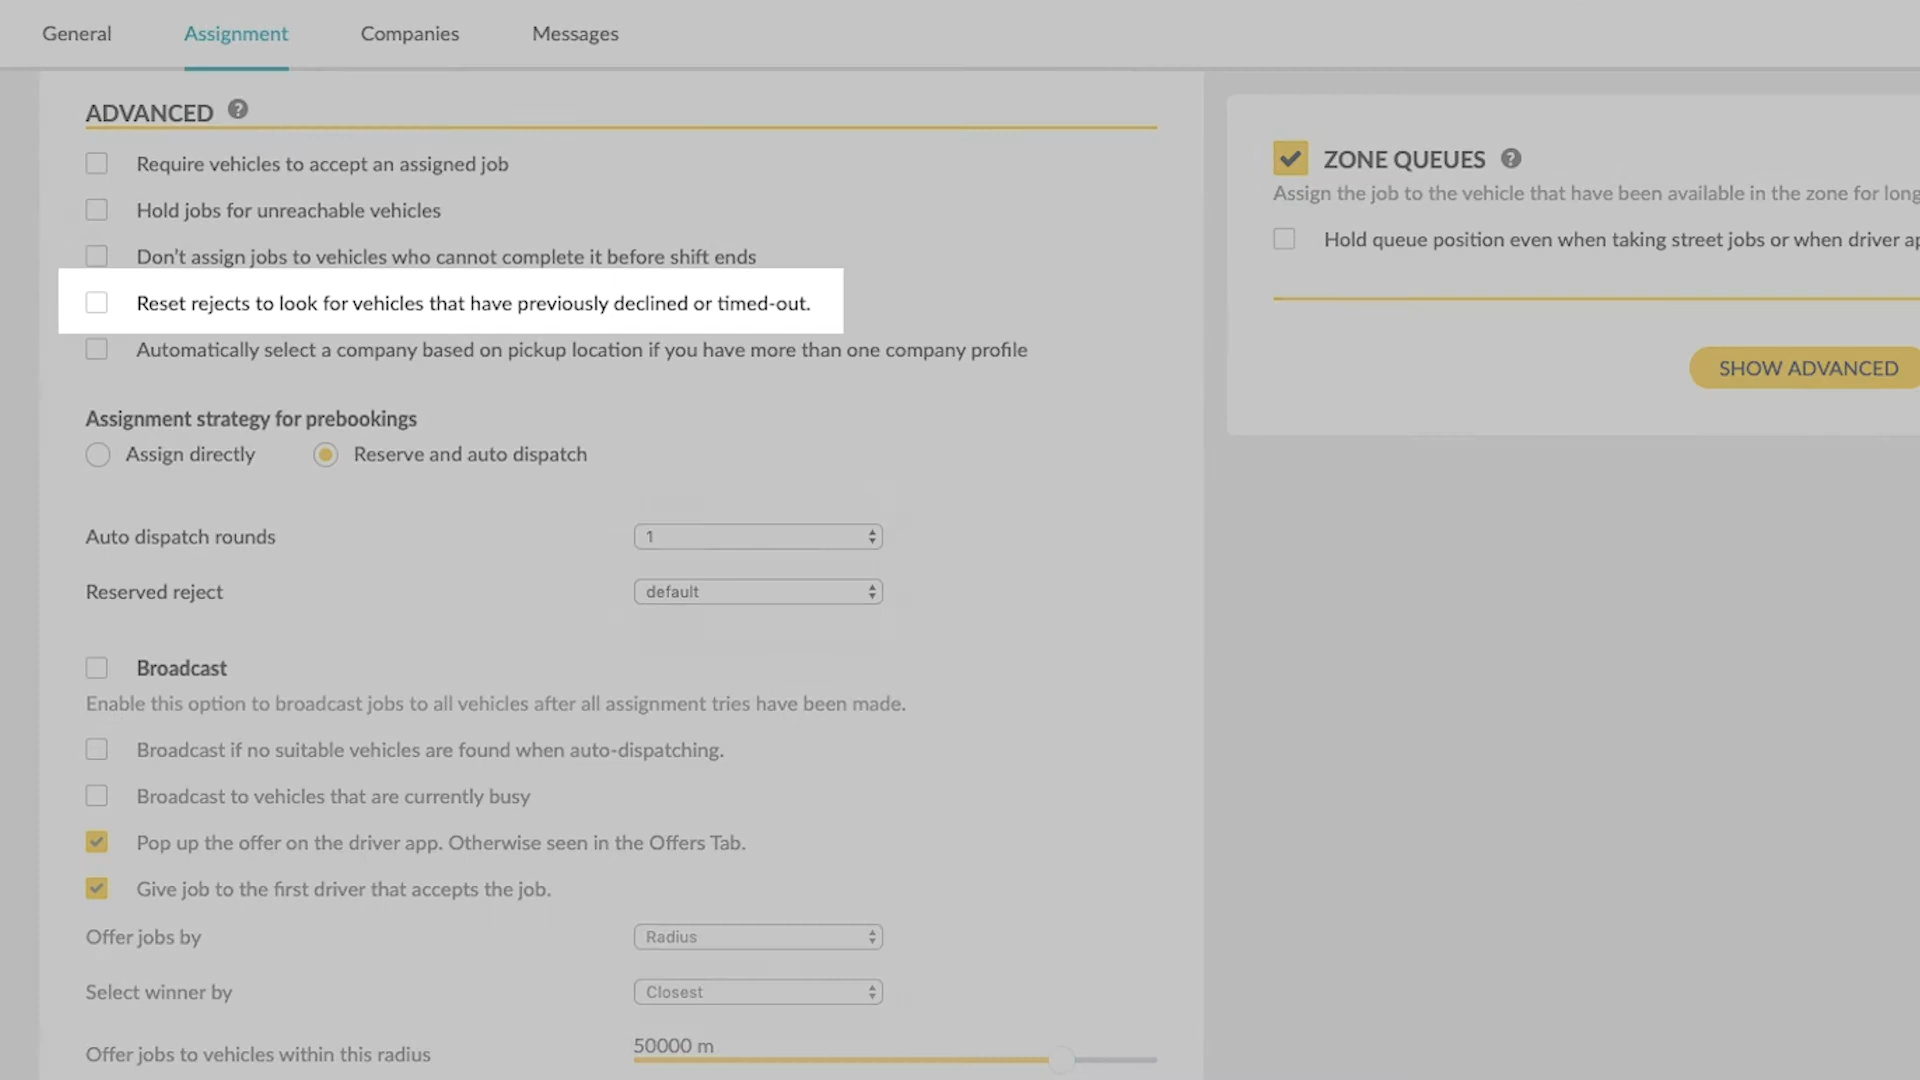 General
Assignment
Companies
Messages
ADVANCED ?
Require vehicles to accept an assigned job
Hold jobs for unreachable vehicles
Don't assign jobs to vehicles who cannot complete it before shift ends
Reset rejects to look for vehicles that have previously declined or timed-out.
Automatically select a company based on pickup location if you have more than one company profile
Assignment strategy for prebookings
Assign directly
Reserve and auto dispatch
Auto dispatch rounds
1
Reserved reject
default
Broadcast
Enable this option to broadcast jobs to all vehicles after all assignment tries have been made.
Broadcast if no suitable vehicles are found when auto-dispatching.
Broadcast to vehicles that are currently busy
Pop up the offer on the driver app. Otherwise seen in the Offers Tab.
Give job to the first driver that accepts the job.
Offer jobs by
Radius
Select winner by
Closest
Offer jobs to vehicles within this radius
50000 m
ZONE QUEUES ?
Assign the job to the vehicle that have been available in the zone for long
Hold queue position even when taking street jobs or when driver ap
SHOW ADVANCED